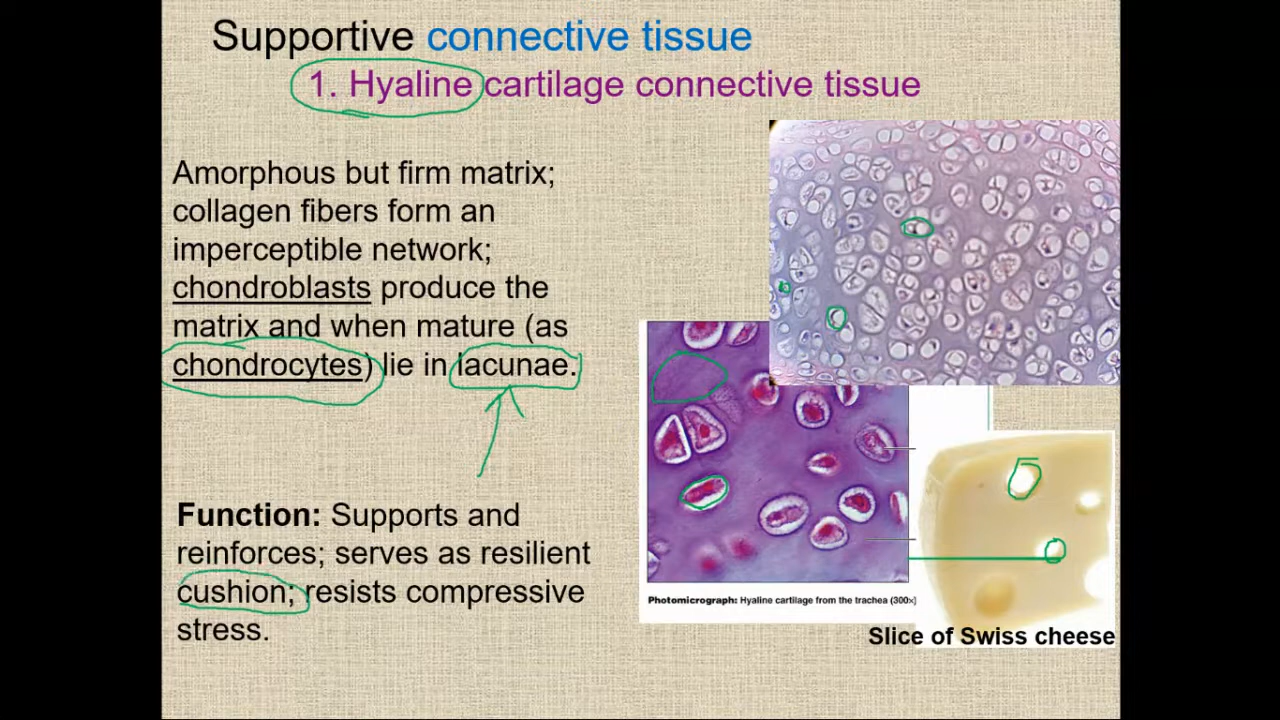 Supportive connective tissue
1. Hyaline cartilage connective tissue
Amorphous but firm matrix;
collagen fibers form an
imperceptible network;
chondroblasts produce the
matrix and when mature (as
chondrocytes) lie in lacunae.
Function: Supports and
reinforces; serves as resilient
cushion; resists compressive
stress.
Photomicrograph: Hyaline cartilage from the trachea (300x)
Slice of Swiss cheese